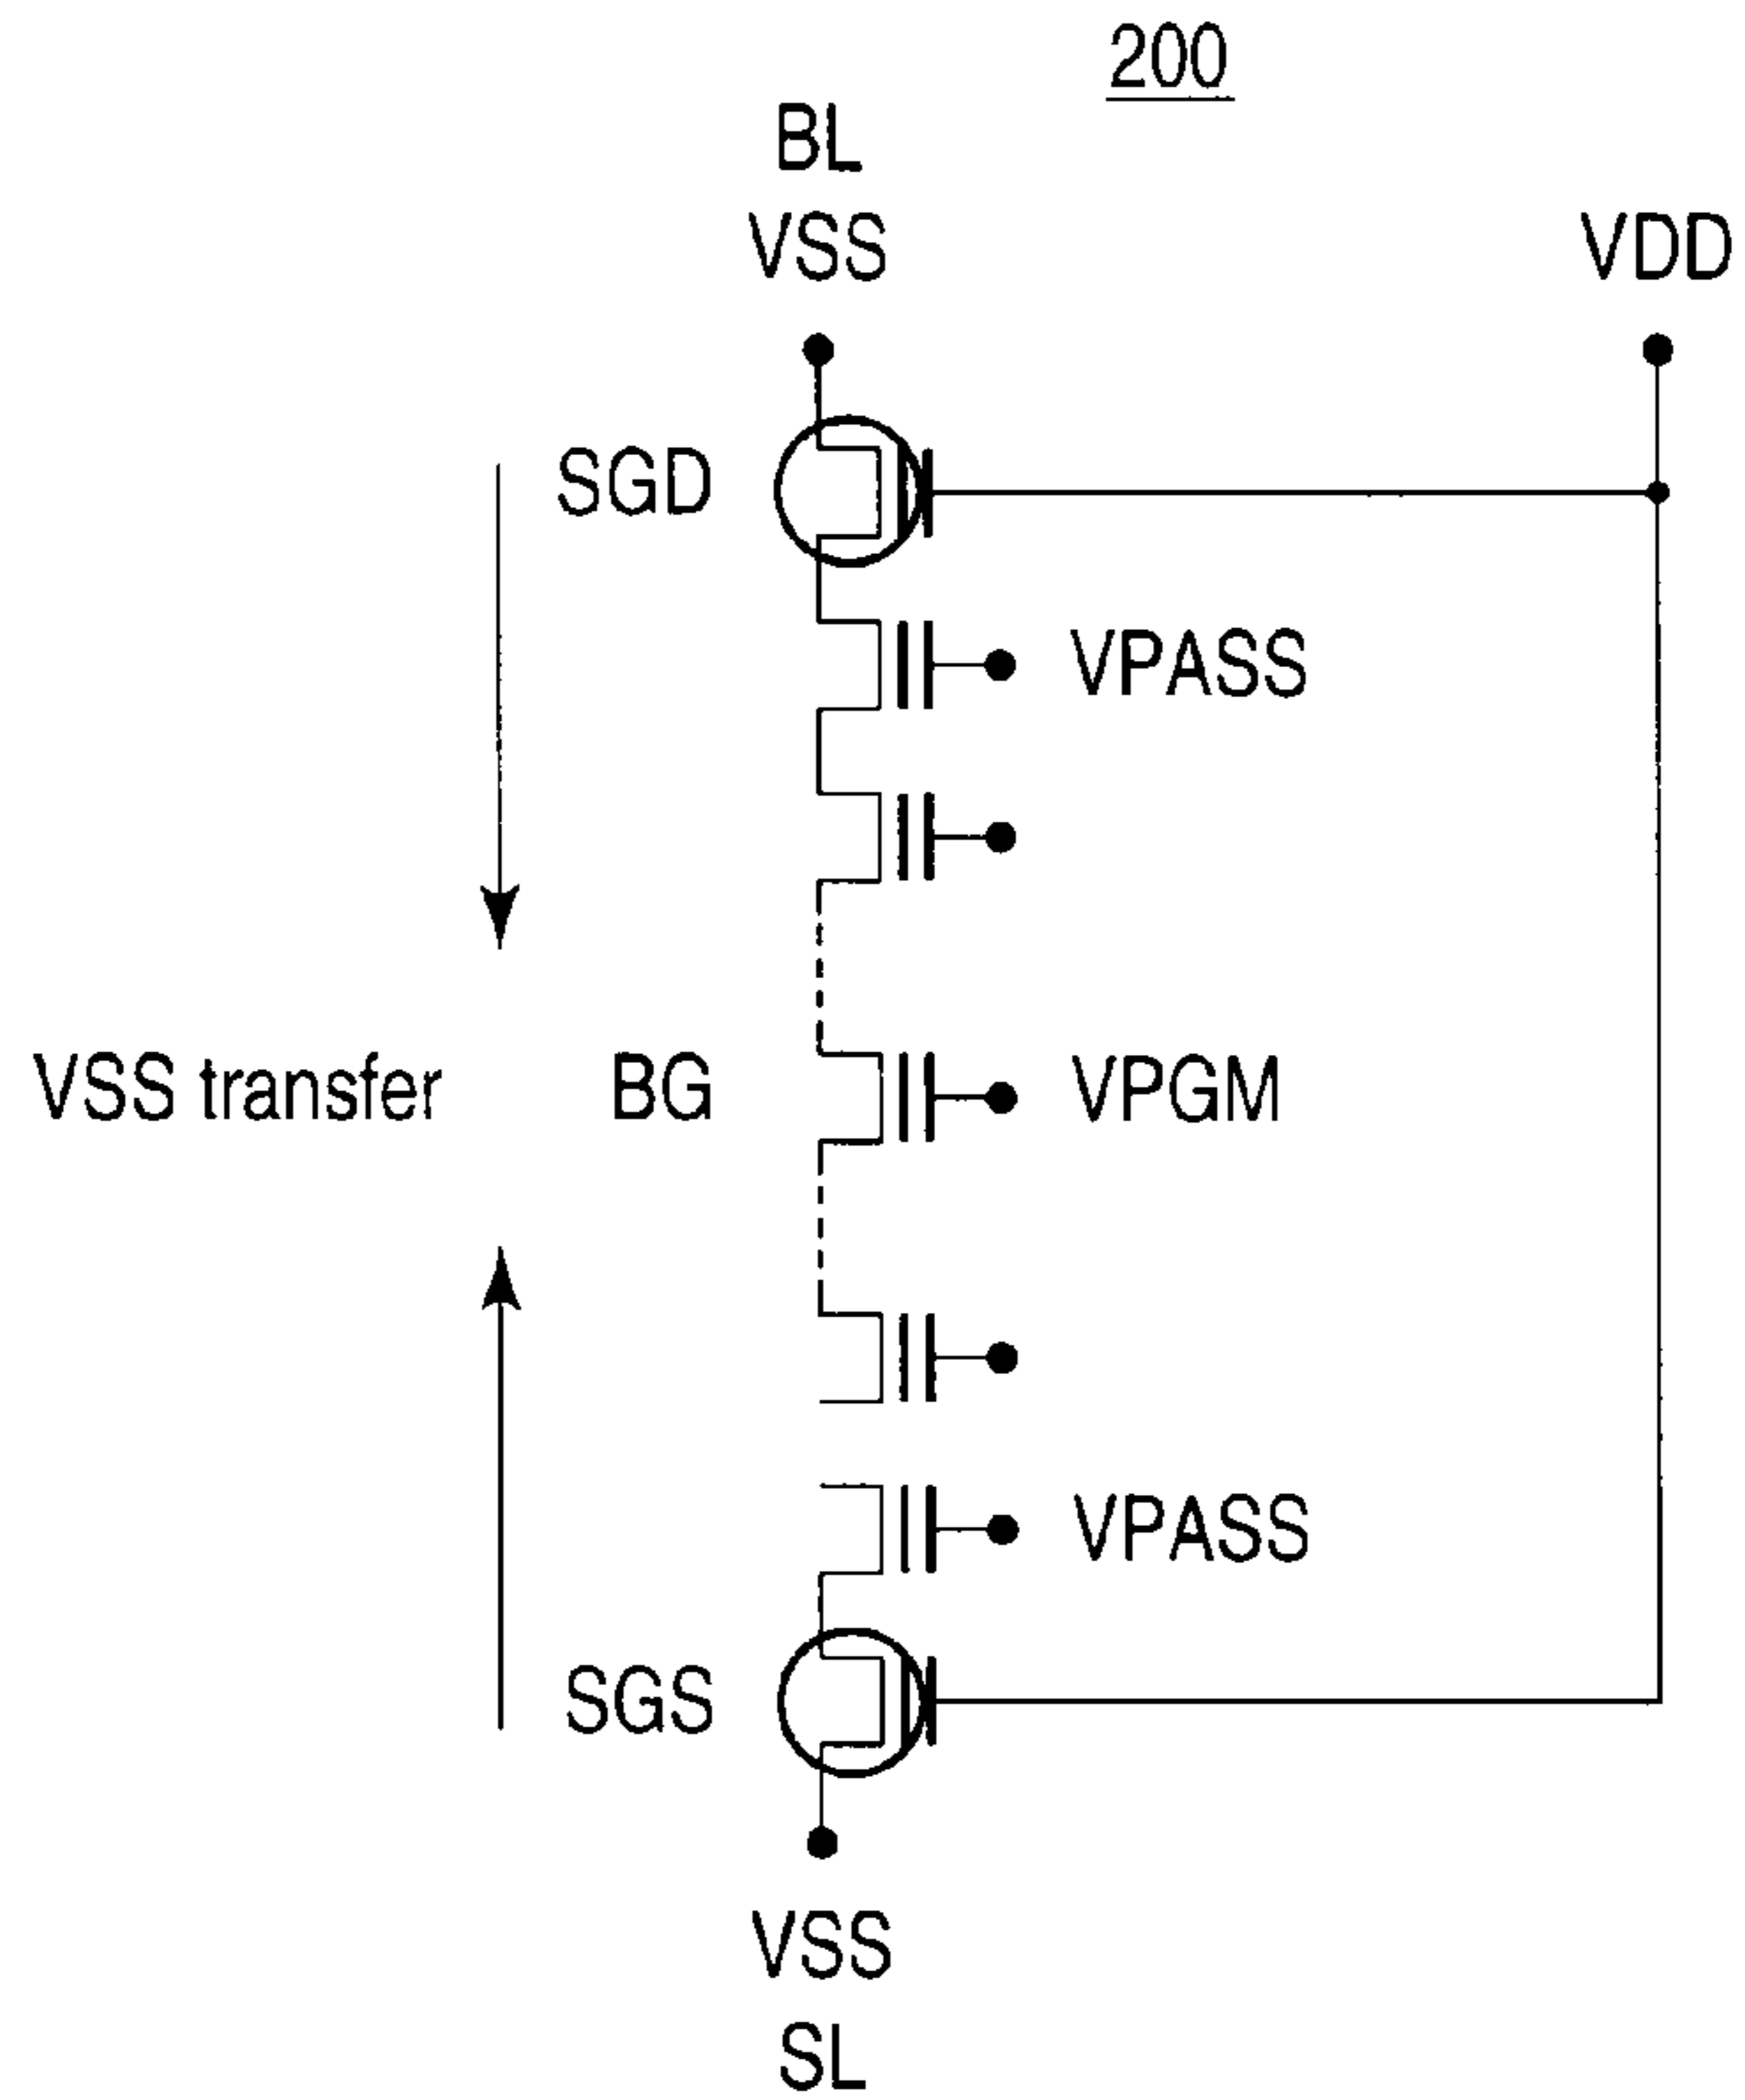 200
BL
VSS
VDD
SGD
VPASS
VSS transfer
BG
VPGM
VPASS
SGS
VSS
SL